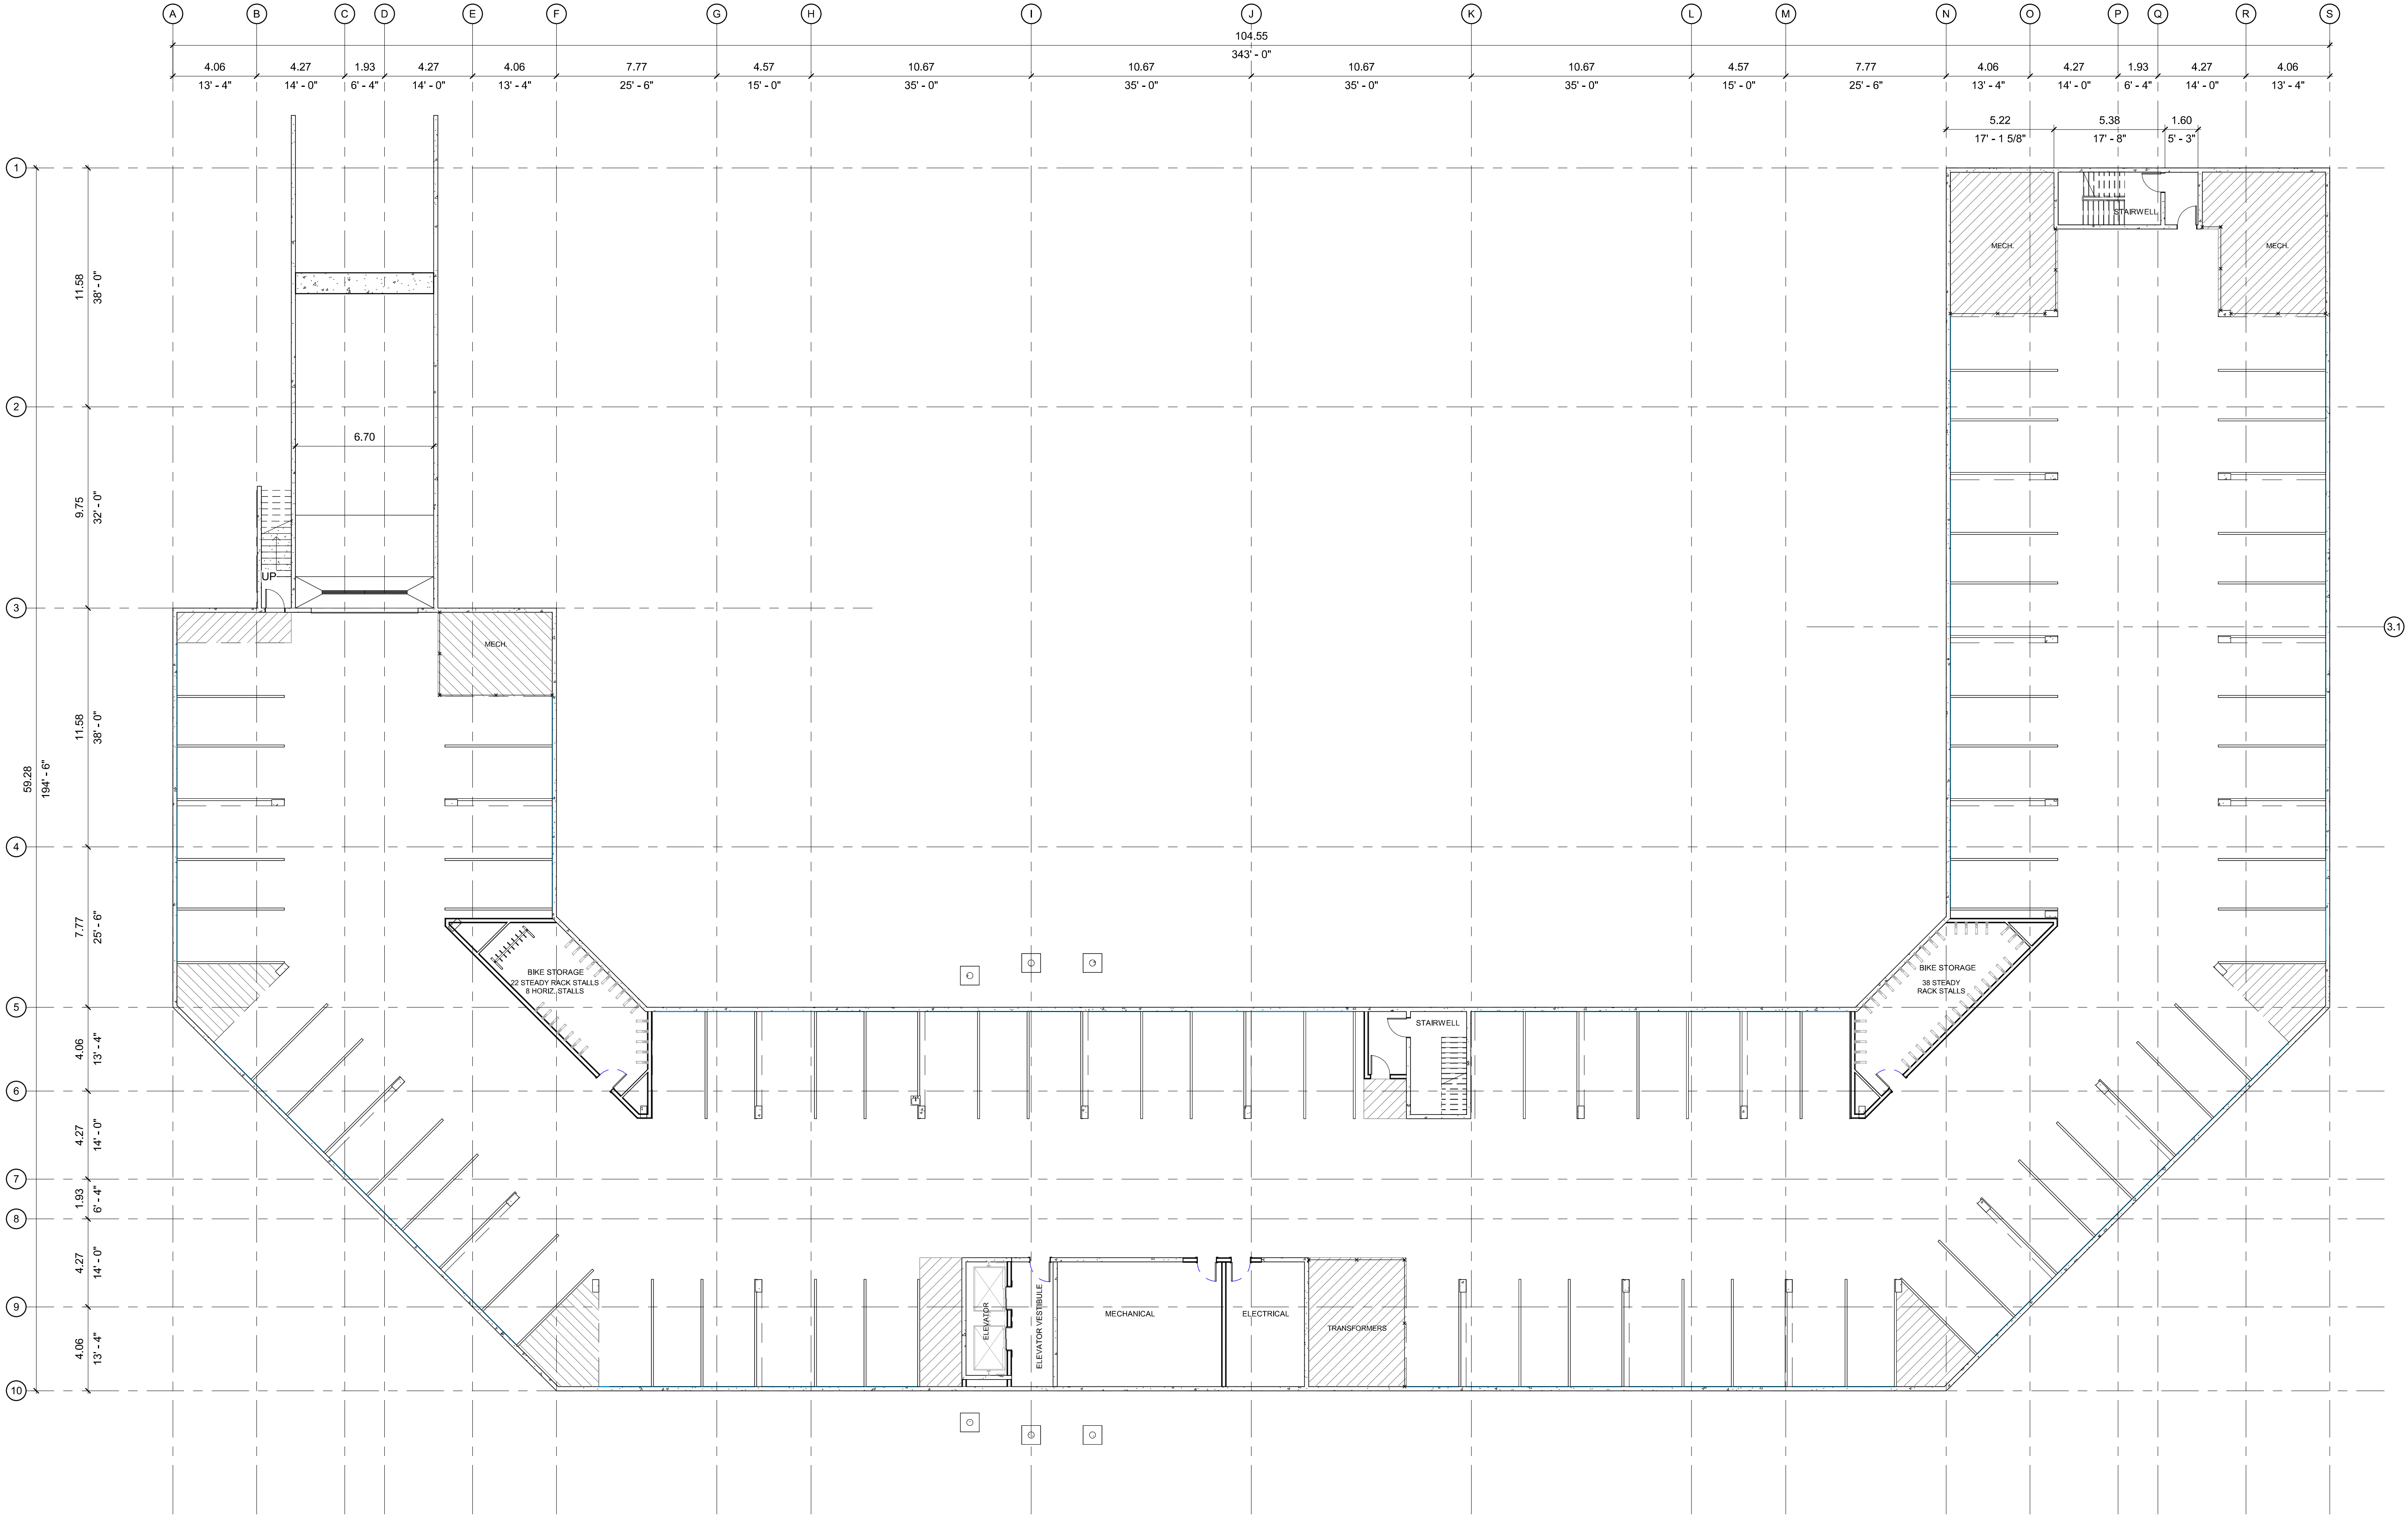 A B C D E F G H I J K L M N O P Q R S
104.55
343' - 0"
4.06 4.27 1.93 4.27 4.06 7.77 4.57 10.67 10.67 10.67 10.67 4.57 7.77 4.06 4.27 1.93 4.27 4.06
13' - 4" 14' - 0" 6' - 4" 14' - 0" 13' - 4" 25' - 6" 15' - 0" 35' - 0" 35' - 0" 35' - 0" 35' - 0" 15' - 0" 25' - 6" 13' - 4" 14' - 0" 6' - 4" 14' - 0" 13' - 4"
5.22 5.38 1.60
17' - 1 5/8" 17' - 8" 5' - 3"
1
STAIRWELL
MECH. MECH.
11.58
38' - 0"
2
6.70
9.75
32' - 0"
UP
3
3.1
MECH.
11.58
38' - 0"
59.28
194' - 6"
4
7.77
25' - 6"
BIKE STORAGE
22 STEADY RACK STALLS
8 HORIZ. STALLS
BIKE STORAGE
38 STEADY
RACK STALLS
5
STAIRWELL
4.06
13' - 4"
6
4.27
14' - 0"
7
1.93
6' - 4"
8
4.27
14' - 0"
9
ELEVATOR
ELEVATOR VESTIBULE
MECHANICAL
ELECTRICAL
TRANSFORMERS
4.06
13' - 4"
10